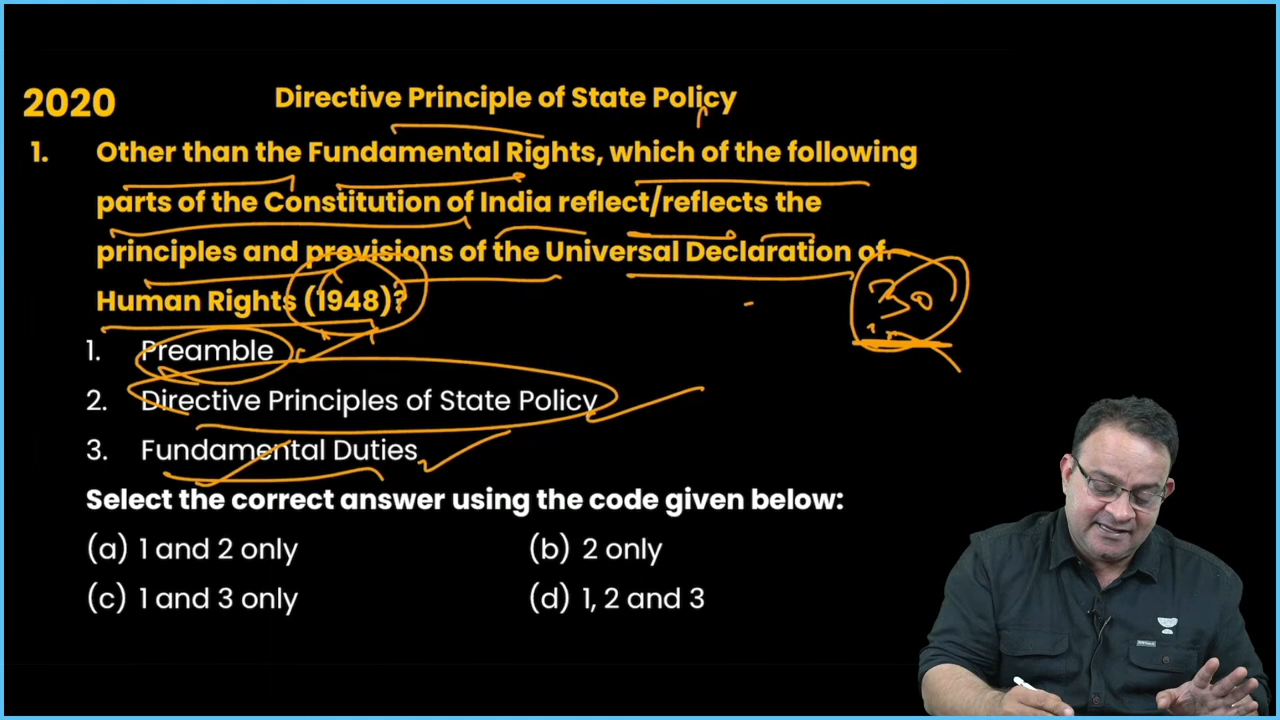 2020
Directive Principle of State Policy
1. Other than the Fundamental Rights, which of the following
parts of the Constitution of India reflect/reflects the
principles and provisions of the Universal Declaration of
Human Rights (1948)?
30
1. Preamble
2. Directive Principles of State Policy
3. Fundamental Duties
Select the correct answer using the code given below:
(a) 1 and 2 only
(b) 2 only
(c) 1 and 3 only
(d) 1, 2 and 3